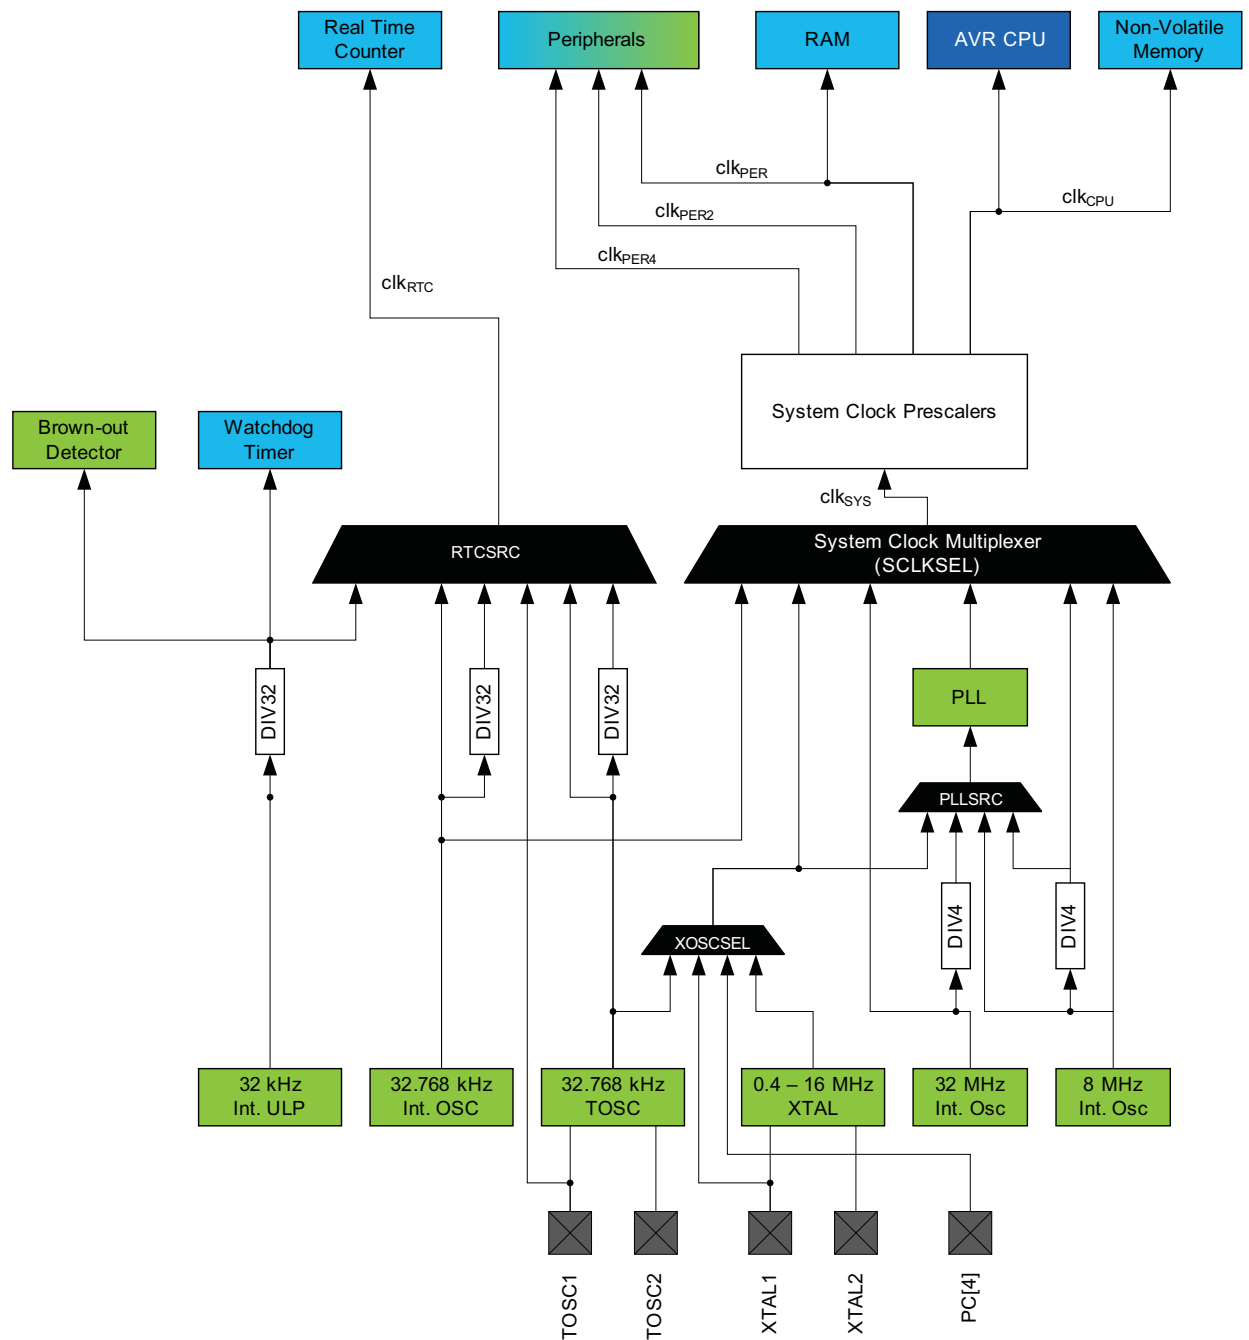 Real Time
Counter
Peripherals
RAM
AVR CPU
Non-Volatile
Memory
clkPER
clkPER2
clkCPU
clkPER4
clkRTC
System Clock Prescalers
Brown-out
Detector
Watchdog
Timer
clkSYS
RTCSRC
System Clock Multiplexer
(SCLKSEL)
DIV32
DIV32
DIV32
PLL
PLLSRC
DIV4
DIV4
XOSCSEL
32 kHz
Int. ULP
32.768 kHz
Int. OSC
32.768 kHz
TOSC
0.4 – 16 MHz
XTAL
32 MHz
Int. Osc
8 MHz
Int. Osc
TOSC1
TOSC2
XTAL1
XTAL2
PC[4]